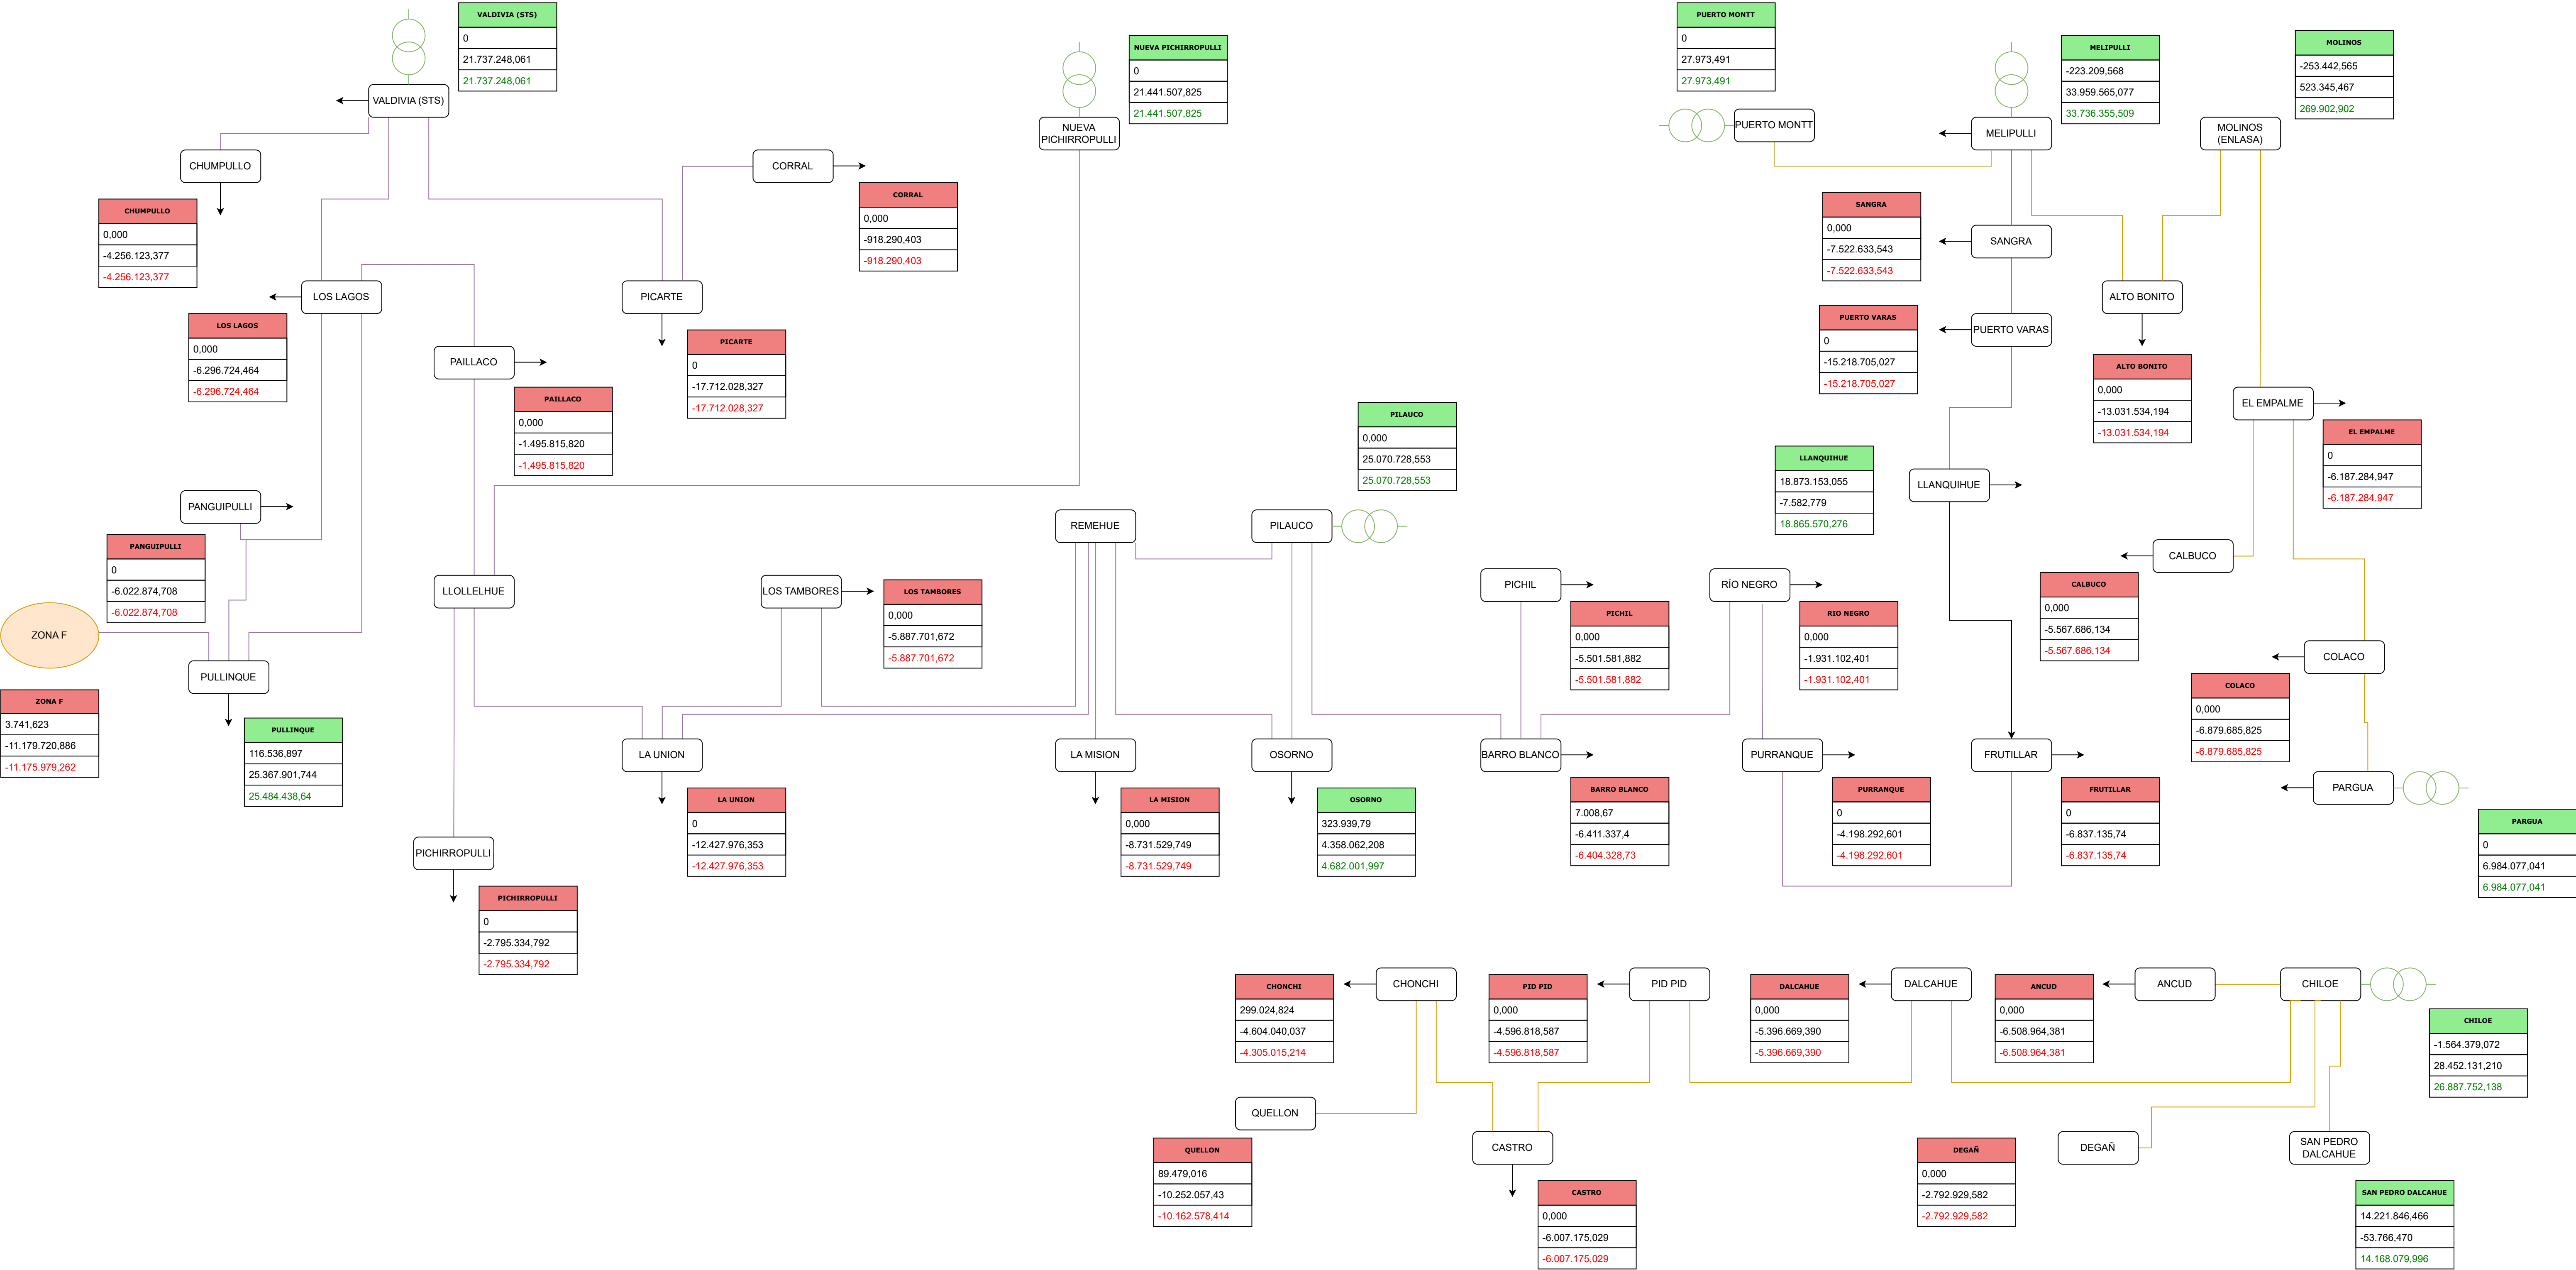 VALDIVIA (STS)
0
21.737.248,061
21.737.248,061
VALDIVIA (STS)
NUEVA PICHIRROPULLI
0
21.441.507,825
21.441.507,825
NUEVA
PICHIRROPULLI
PUERTO MONTT
0
27.973,491
27.973,491
PUERTO MONTT
MELIPULLI
-223.209,568
33.959.565,077
33.736.355,509
MELIPULLI
MOLINOS
-253.442,565
523.345,467
269.902,902
MOLINOS
(ENLASA)
CHUMPULLO
CHUMPULLO
0,000
-4.256.123,377
-4.256.123,377
CORRAL
CORRAL
0,000
-918.290,403
-918.290,403
SANGRA
0,000
-7.522.633,543
-7.522.633,543
SANGRA
LOS LAGOS
LOS LAGOS
0,000
-6.296.724,464
-6.296.724,464
PICARTE
PICARTE
0
-17.712.028,327
-17.712.028,327
ALTO BONITO
ALTO BONITO
0,000
-13.031.534,194
-13.031.534,194
PUERTO VARAS
0
-15.218.705,027
-15.218.705,027
PUERTO VARAS
PAILLACO
PAILLACO
0,000
-1.495.815,820
-1.495.815,820
PILAUCO
0,000
25.070.728,553
25.070.728,553
PILAUCO
EL EMPALME
EL EMPALME
0
-6.187.284,947
-6.187.284,947
LLANQUIHUE
18.873.153,055
-7.582,779
18.865.570,276
LLANQUIHUE
PANGUIPULLI
PANGUIPULLI
0
-6.022.874,708
-6.022.874,708
REMEHUE
CALBUCO
CALBUCO
0,000
-5.567.686,134
-5.567.686,134
LLOLLELHUE
LOS TAMBORES
LOS TAMBORES
0,000
-5.887.701,672
-5.887.701,672
PICHIL
PICHIL
0,000
-5.501.581,882
-5.501.581,882
RÍO NEGRO
RIO NEGRO
0,000
-1.931.102,401
-1.931.102,401
ZONA F
ZONA F
3.741,623
-11.179.720,886
-11.175.979,262
PULLINQUE
PULLINQUE
116.536,897
25.367.901,744
25.484.438,64
COLACO
COLACO
0,000
-6.879.685,825
-6.879.685,825
LA UNION
LA UNION
0
-12.427.976,353
-12.427.976,353
LA MISION
LA MISION
0,000
-8.731.529,749
-8.731.529,749
OSORNO
OSORNO
323.939,79
4.358.062,208
4.682.001,997
BARRO BLANCO
BARRO BLANCO
7.008,67
-6.411.337,4
-6.404.328,73
PURRANQUE
PURRANQUE
0
-4.198.292,601
-4.198.292,601
FRUTILLAR
FRUTILLAR
0
-6.837.135,74
-6.837.135,74
PARGUA
PARGUA
0
6.984.077,041
6.984.077,041
PICHIRROPULLI
PICHIRROPULLI
0
-2.795.334,792
-2.795.334,792
CHONCHI
299.024,824
-4.604.040,037
-4.305.015,214
CHONCHI
PID PID
0,000
-4.596.818,587
-4.596.818,587
PID PID
DALCAHUE
0,000
-5.396.669,390
-5.396.669,390
DALCAHUE
ANCUD
0,000
-6.508.964,381
-6.508.964,381
ANCUD
CHILOE
CHILOE
-1.564.379,072
28.452.131,210
26.887.752,138
QUELLON
QUELLON
89.479,016
-10.252.057,43
-10.162.578,414
CASTRO
CASTRO
0,000
-6.007.175,029
-6.007.175,029
DEGAÑ
0,000
-2.792.929,582
-2.792.929,582
DEGAÑ
SAN PEDRO
DALCAHUE
SAN PEDRO DALCAHUE
14.221.846,466
-53.766,470
14.168.079,996